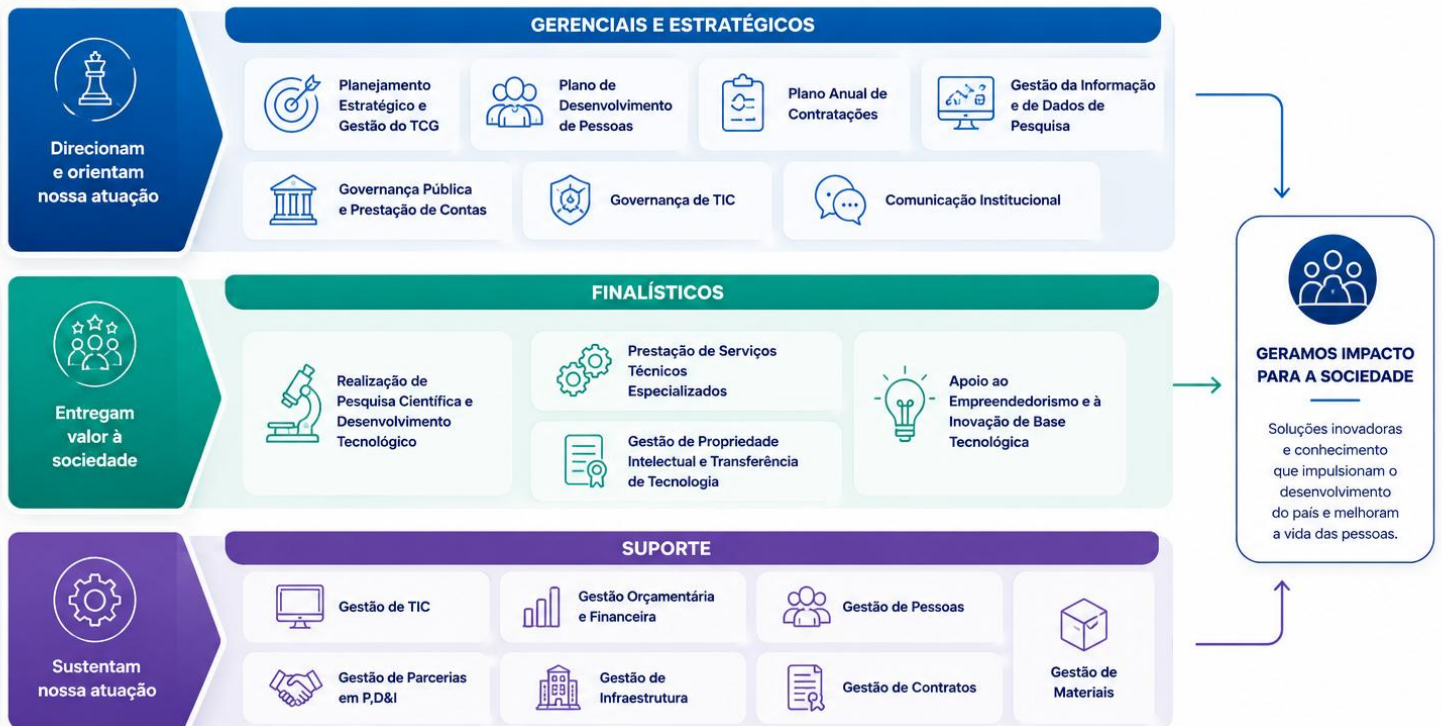 Direcionam
e orientam
nossa atuação
GERENCIAIS E ESTRATÉGICOS
Planejamento
Estratégico e
Gestão do TCG
Plano de
Desenvolvimento
de Pessoas
Plano Anual de
Contratações
Gestão da Informação
e de Dados de
Pesquisa
Governança Pública
e Prestação de Contas
Governança de TIC
Comunicação Institucional
Entregam
valor à
sociedade
FINALÍSTICOS
Realização de
Pesquisa Científica e
Desenvolvimento
Tecnológico
Prestação de Serviços
Técnicos
Especializados
Gestão de Propriedade
Intelectual e Transferência
de Tecnologia
Apoio ao
Empreendedorismo e à
Inovação de Base
Tecnológica
Sustentam
nossa atuação
SUPORTE
Gestão de TIC
Gestão Orçamentária
e Financeira
Gestão de Pessoas
Gestão de Parcerias
em P,D&I
Gestão de
Infraestrutura
Gestão de Contratos
Gestão de
Materiais
GERAMOS IMPACTO
PARA A SOCIEDADE
Soluções inovadoras
e conhecimento
que impulsionam o
desenvolvimento
do país e melhoram
a vida das pessoas.